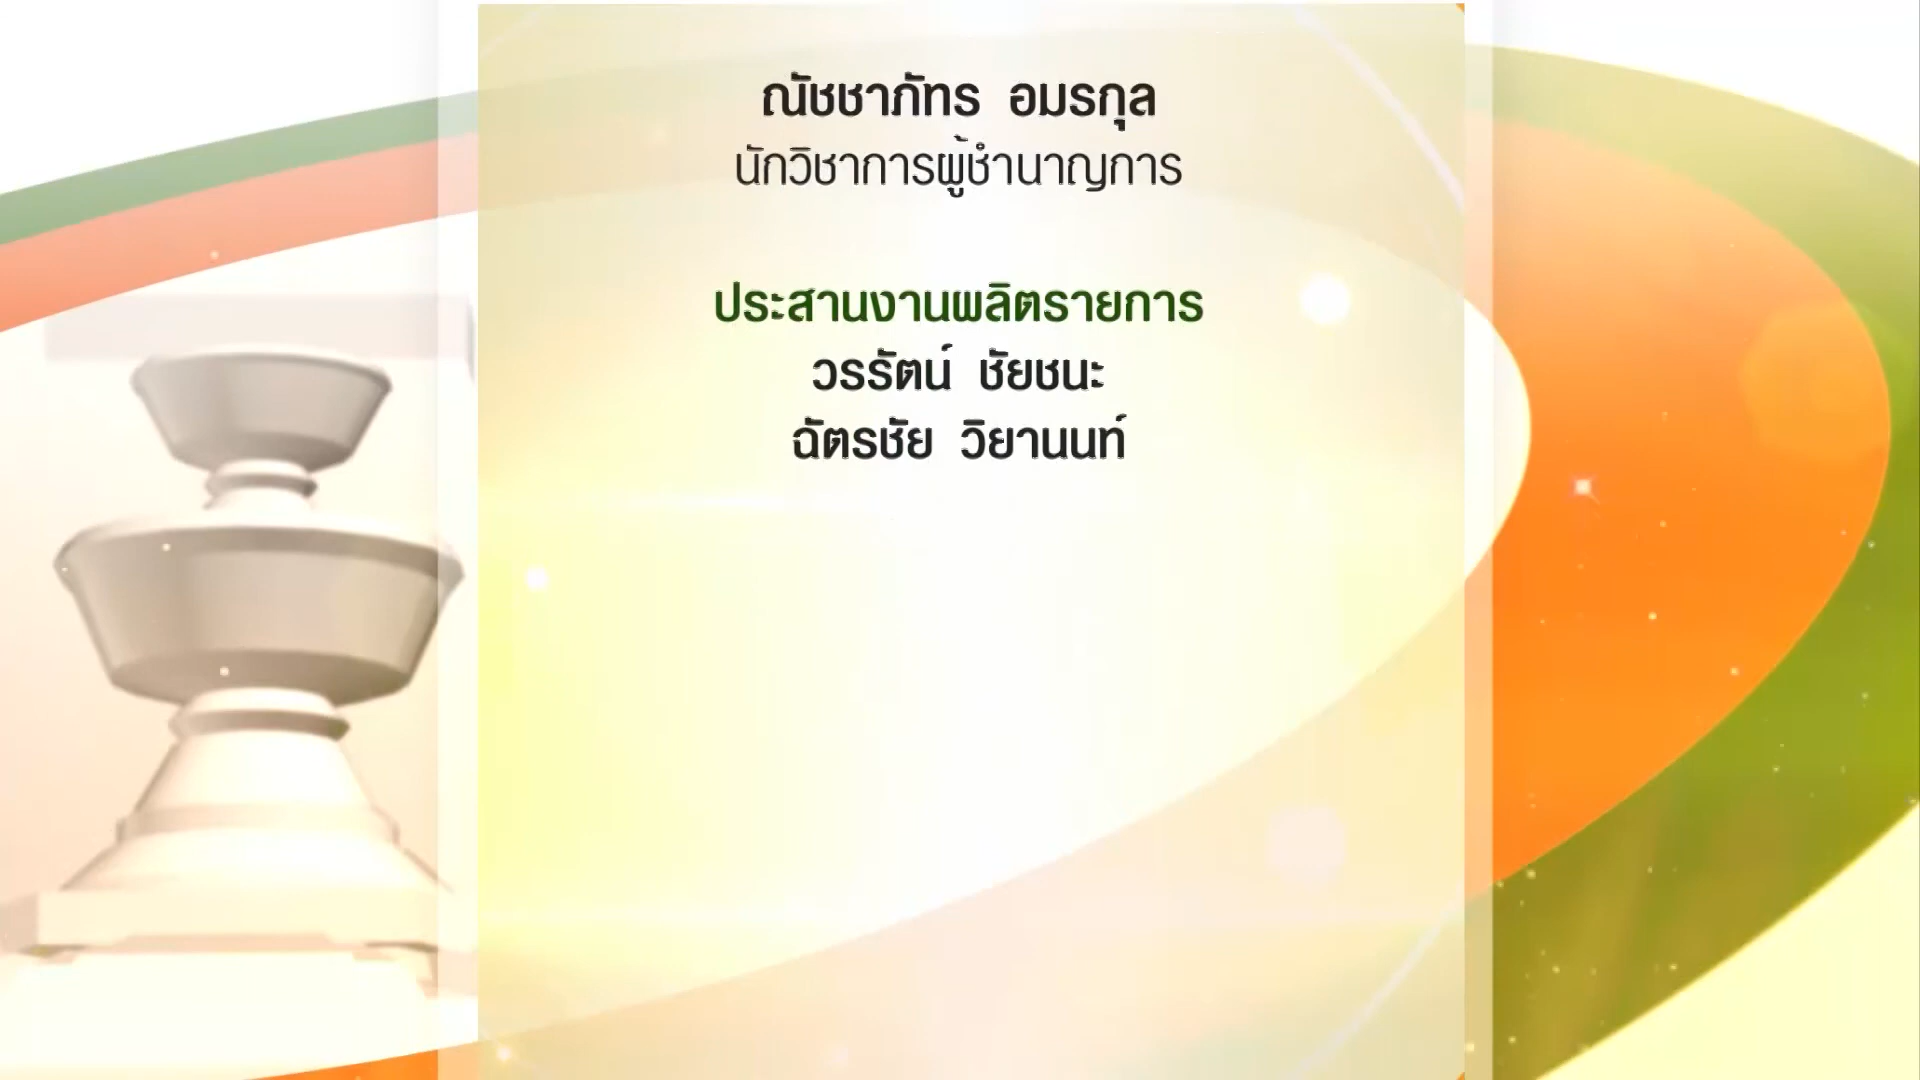 ณัชชาภัทร อมรกุล
นักวิชาการผู้ชำนาญการ
ประสานงานผลิตรายการ
วรรัตน์ ชัยชนะ
ฉัตรชัย วิยานนท์